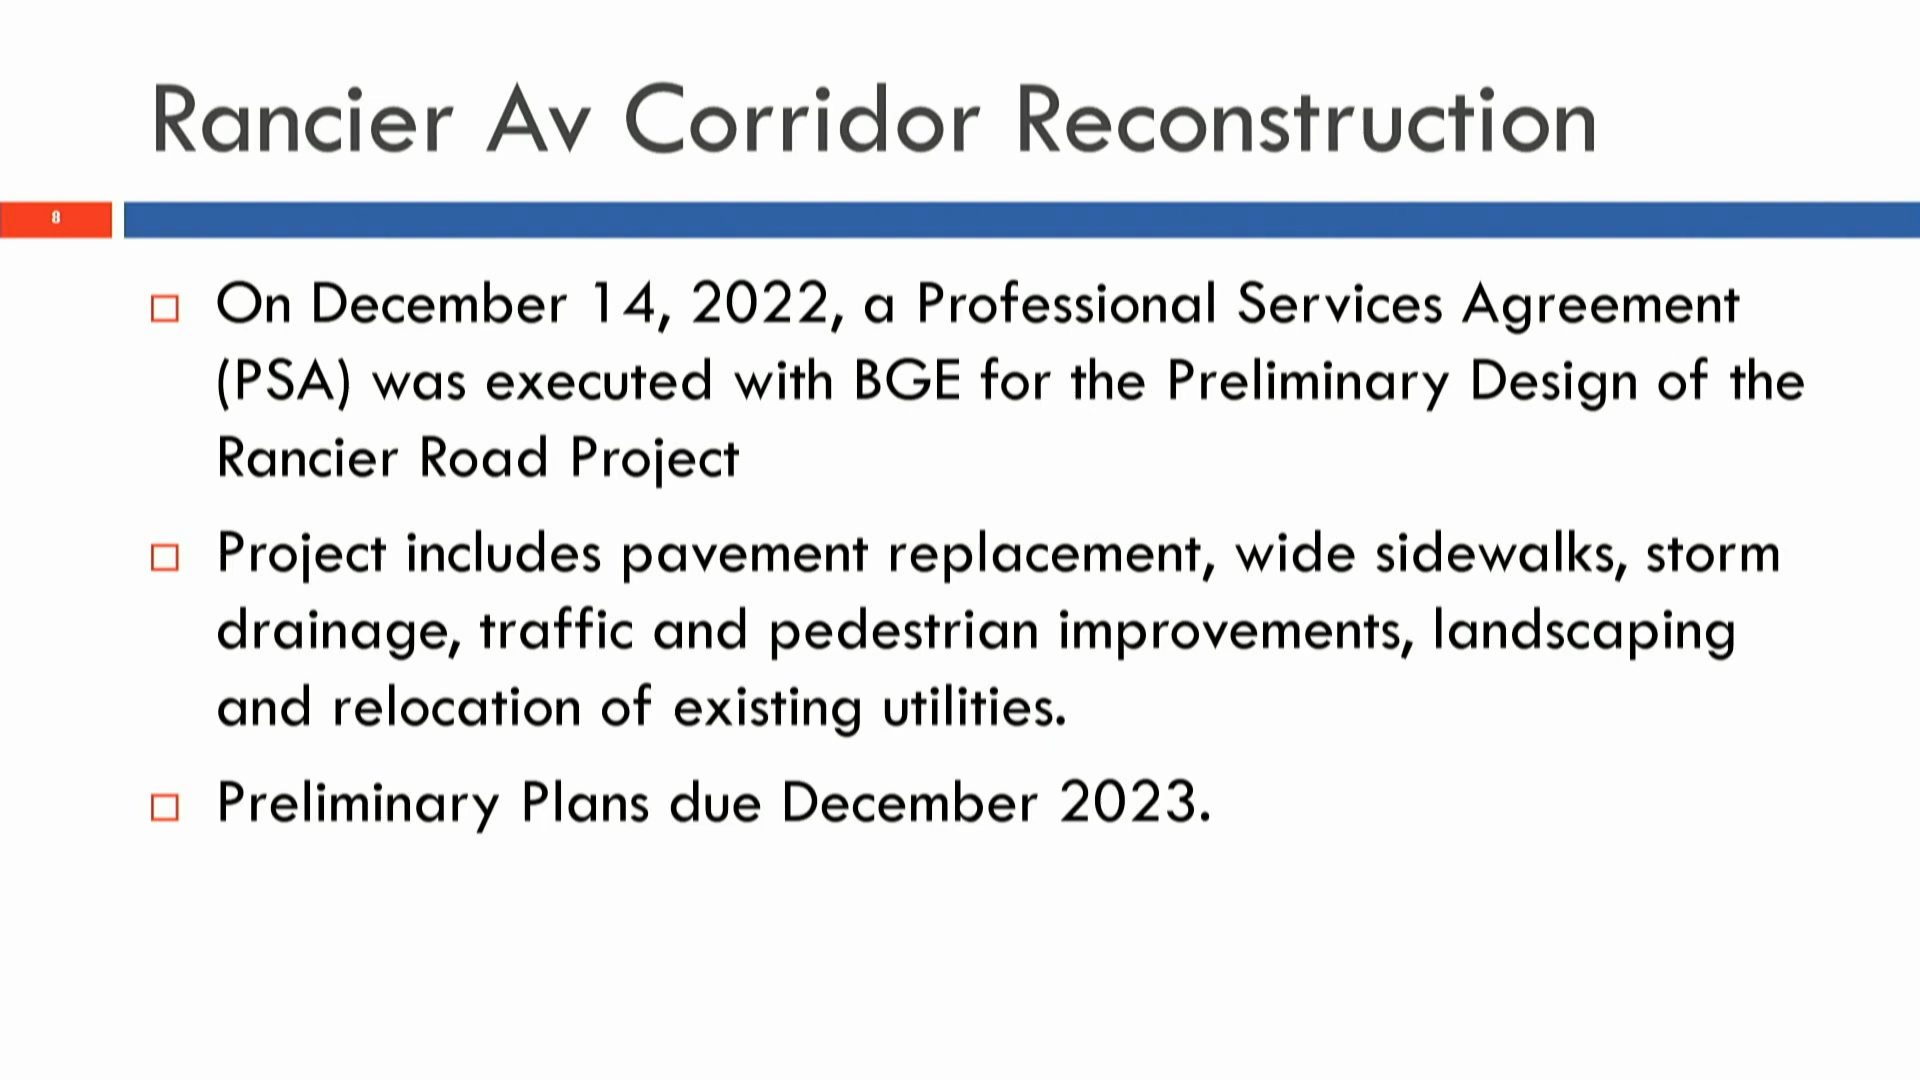 Rancier Av Corridor Reconstruction
8
On December 14, 2022, a Professional Services Agreement
(PSA) was executed with BGE for the Preliminary Design of the
Rancier Road Project
Project includes pavement replacement, wide sidewalks, storm
drainage, traffic and pedestrian improvements, landscaping
and relocation of existing utilities.
Preliminary Plans due December 2023.